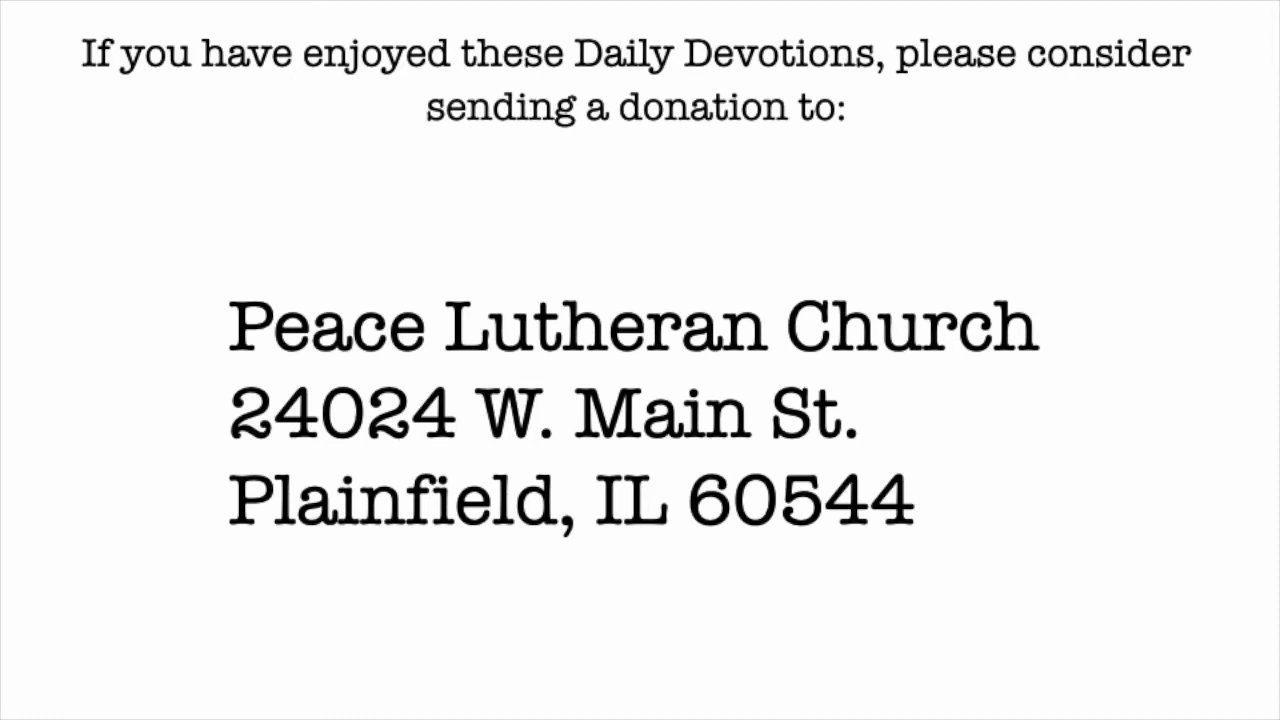 If you have enjoyed these Daily Devotions, please consider
sending a donation to:
Peace Lutheran Church
24024 W. Main St.
Plainfield, IL 60544